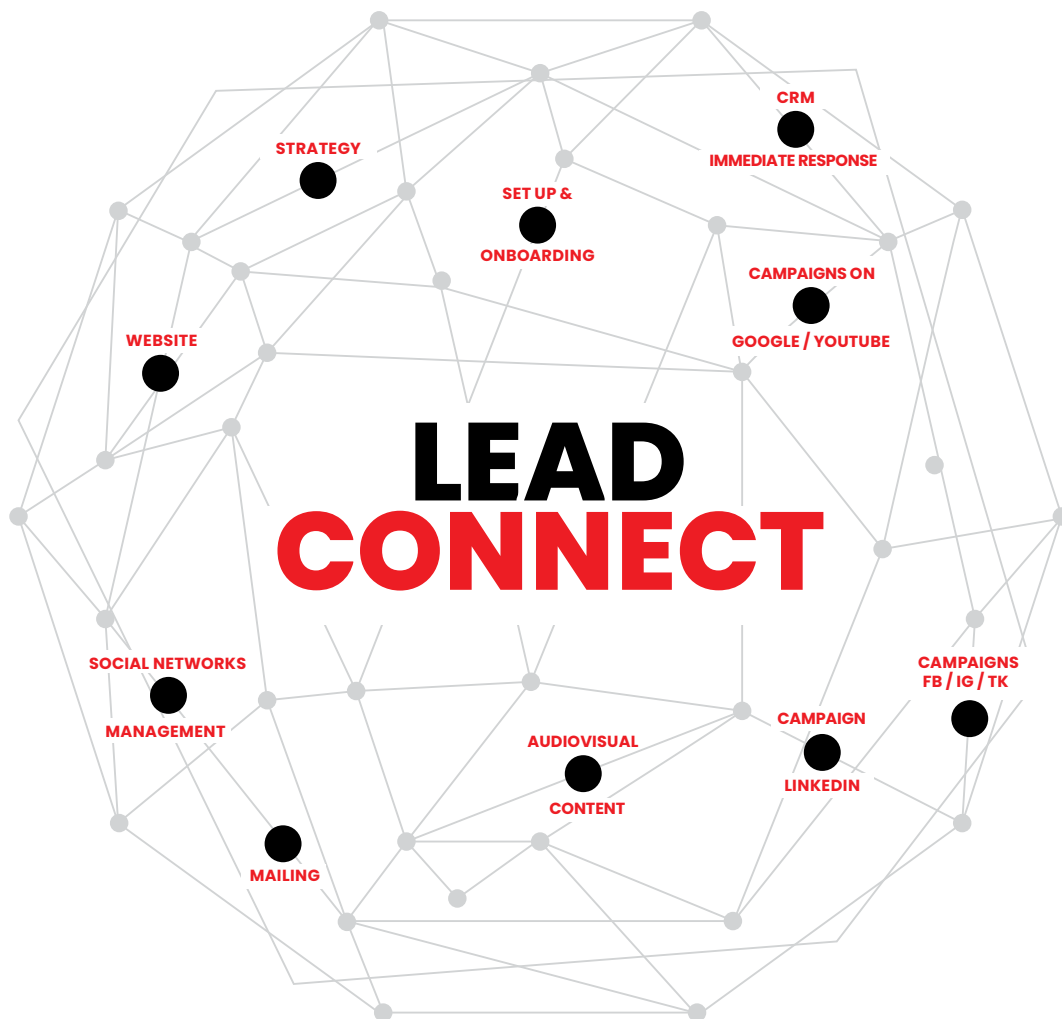 CRM
IMMEDIATE RESPONSE
STRATEGY
SET UP &
ONBOARDING
CAMPAIGNS ON
GOOGLE / YOUTUBE
WEBSITE
LEAD
CONNECT
SOCIAL NETWORKS
MANAGEMENT
CAMPAIGNS
FB / IG / TK
CAMPAIGN
LINKEDIN
AUDIOVISUAL
CONTENT
MAILING